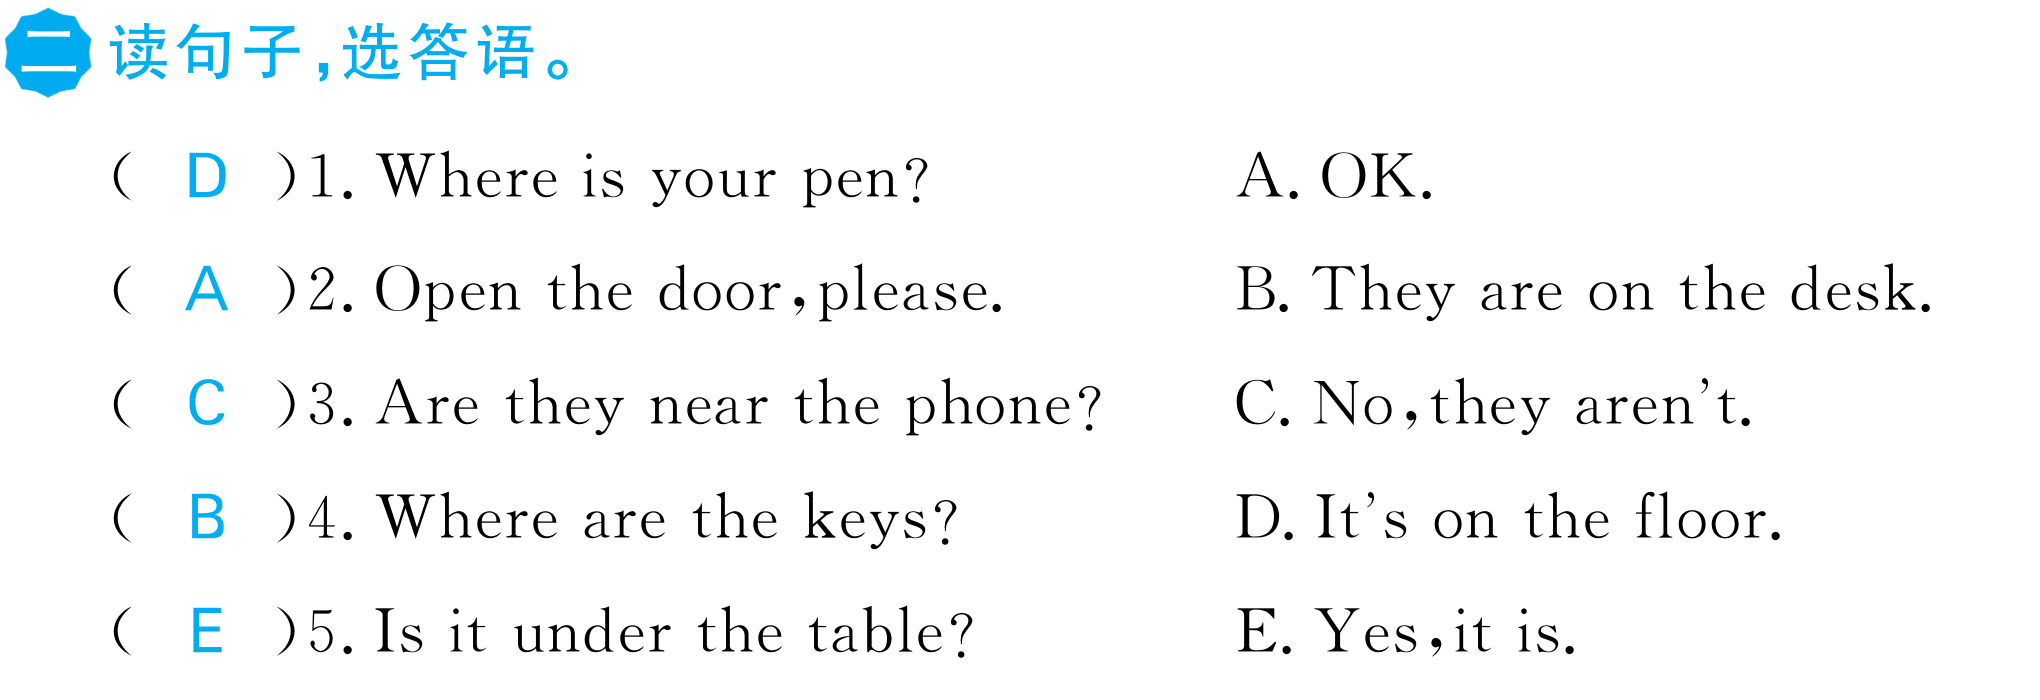 二 读句子,选答语。
( D )1. Where is your pen? A. OK.
( A )2. Open the door,please. B. They are on the desk.
( C )3. Are they near the phone? C. No,they aren't.
( B )4. Where are the keys? D. It's on the floor.
( E )5. Is it under the table? E. Yes,it is.